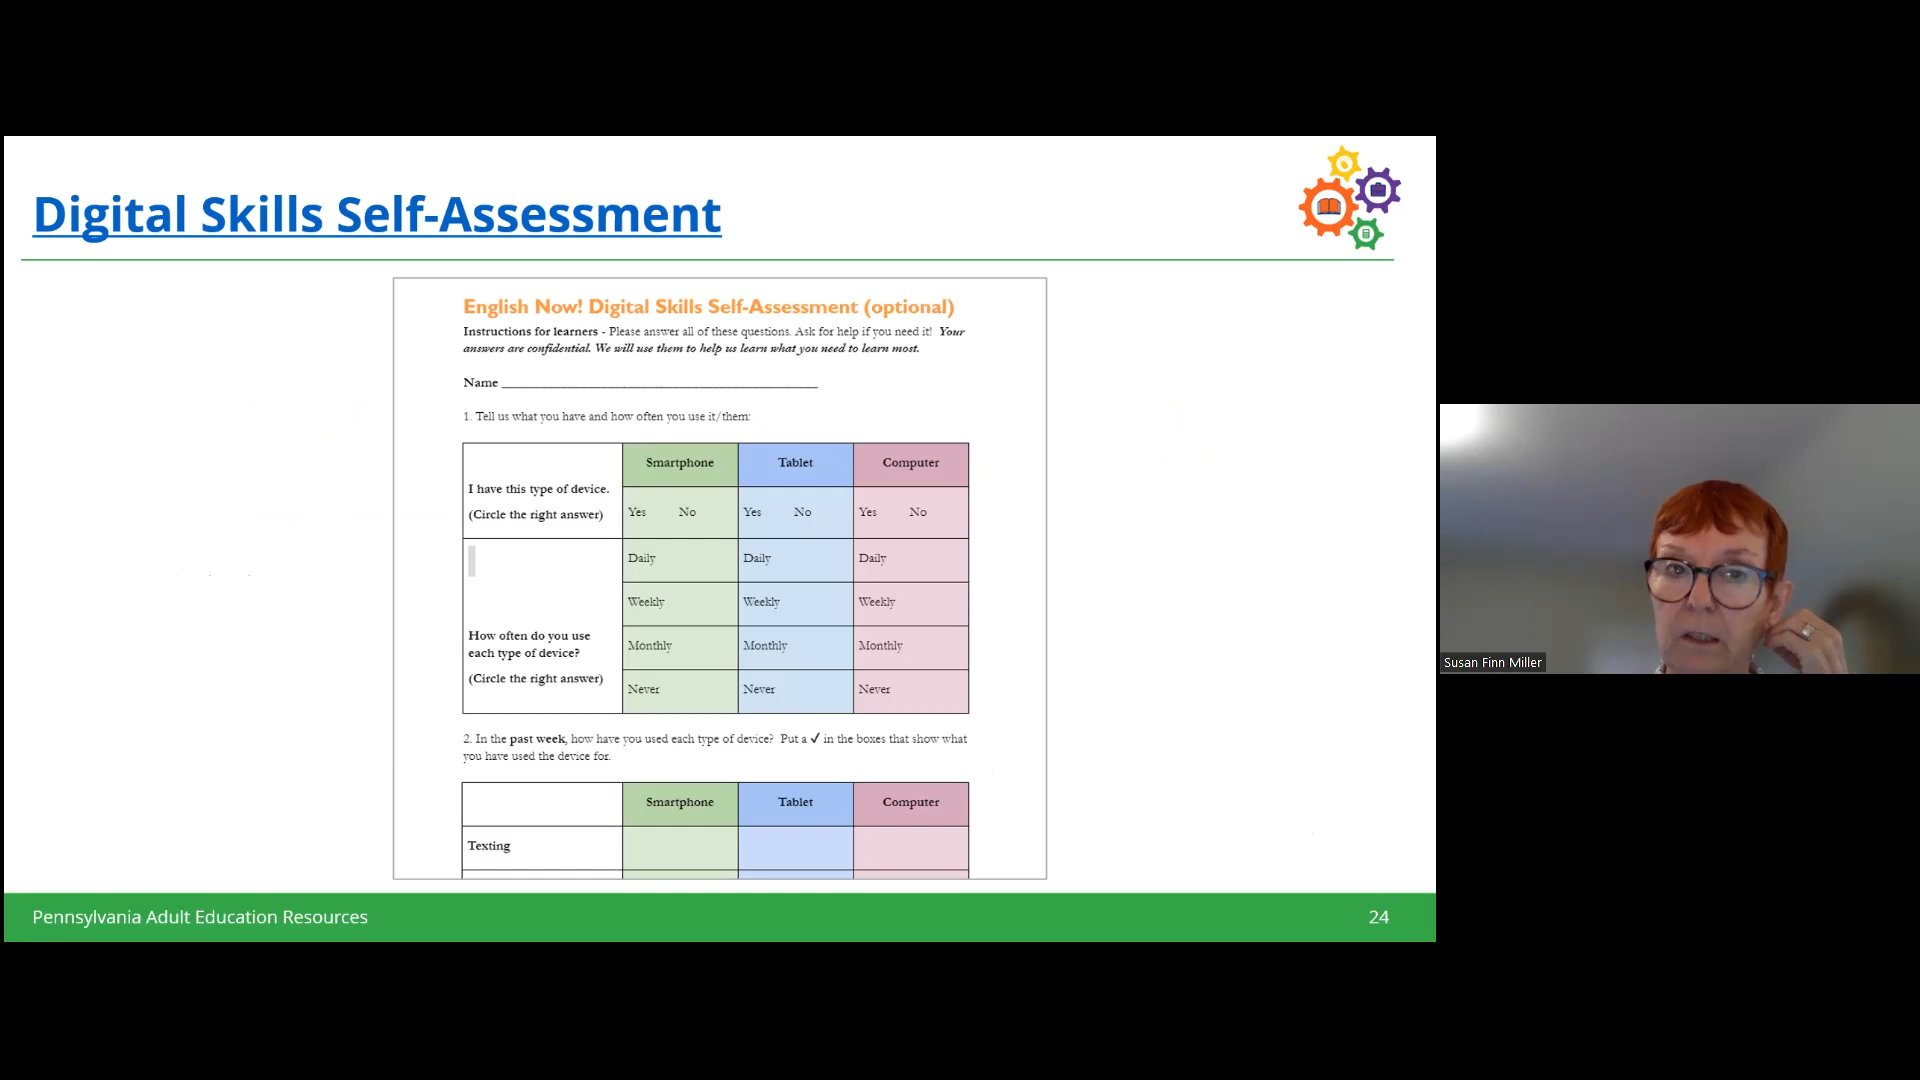 Digital Skills Self-Assessment
English Now! Digital Skills Self-Assessment (optional)
Instructions for learners - Please answer all of these questions. Ask for help if you need it! Your
answers are confidential. We will use them to help us learn what you need to learn most.
Name ___________________________________________
1. Tell us what you have and how often you use it/them:
Smartphone Tablet Computer
I have this type of device.
(Circle the right answer)
Yes No Yes No Yes No
Daily Daily Daily
Weekly Weekly Weekly
How often do you use
each type of device?
(Circle the right answer)
Monthly Monthly Monthly
Never Never Never
2. In the past week, how have you used each type of device? Put a ✓ in the boxes that show what
you have used the device for.
Smartphone Tablet Computer
Texting
Pennsylvania Adult Education Resources
24
Susan Finn Miller